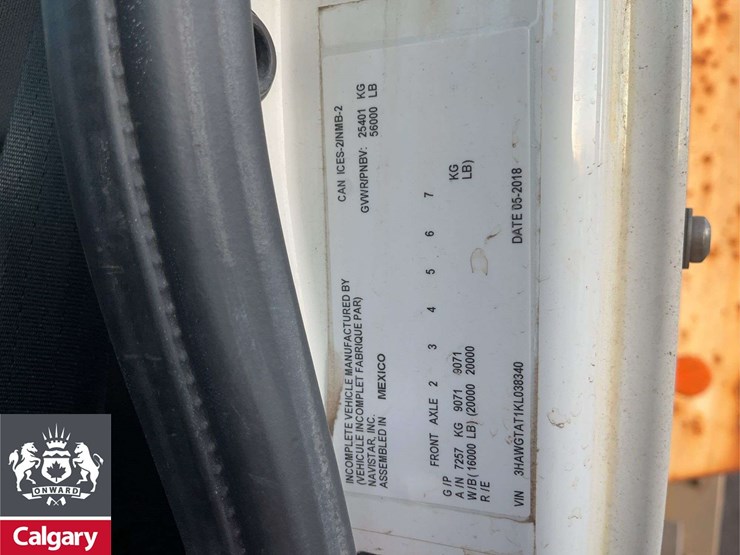 INCOMPLETE VEHICLE MANUFACTURED BY
(VEHICULE INCOMPLET FABRIQUE PAR)
NAVISTAR, INC.
ASSEMBLED IN MEXICO
CAN ICES-2/NMB-2
GVWR/PNBV: 25401 KG
56000 LB
FRONT AXLE 2 3 4 5 6 7
G / P
A / N 7257 KG 9071 9071 KG
W/B( 16000 LB) (20000 20000 LB)
R / E
VIN 3HAWGTAT1KL038340 DATE 05-2018
ONWARD
Calgary